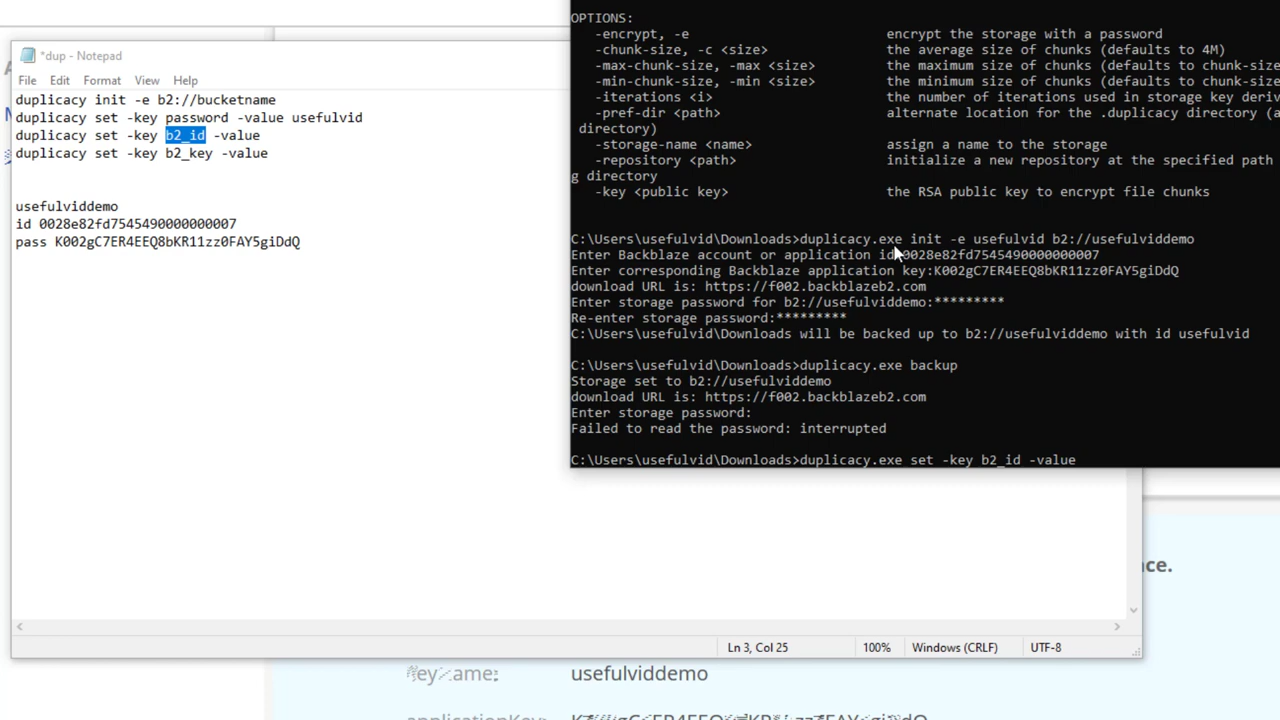 *dup - Notepad
File Edit Format View Help
duplicacy init -e b2://bucketname
duplicacy set -key password -value usefulvid
duplicacy set -key b2_id -value
duplicacy set -key b2_key -value
usefulviddemo
id 0028e82fd7545490000000007
pass K002gC7ER4EEQ8bKR11zz0FAY5giDdQ
Ln 3, Col 25 100% Windows (CRLF) UTF-8
OPTIONS:
-encrypt, -e encrypt the storage with a password
-chunk-size, -c <size> the average size of chunks (defaults to 4M)
-max-chunk-size, -max <size> the maximum size of chunks (defaults to chunk-size
-min-chunk-size, -min <size> the minimum size of chunks (defaults to chunk-size
-iterations <i> the number of iterations used in storage key deriv
-pref-dir <path> alternate location for the .duplicacy directory (a
directory)
-storage-name <name> assign a name to the storage
-repository <path> initialize a new repository at the specified path
g directory
-key <public key> the RSA public key to encrypt file chunks
C:\Users\usefulvid\Downloads>duplicacy.exe init -e usefulvid b2://usefulviddemo
Enter Backblaze account or application id:0028e82fd7545490000000007
Enter corresponding Backblaze application key:K002gC7ER4EEQ8bKR11zz0FAY5giDdQ
download URL is: https://f002.backblazeb2.com
Enter storage password for b2://usefulviddemo:*********
Re-enter storage password:*********
C:\Users\usefulvid\Downloads will be backed up to b2://usefulviddemo with id usefulvid
C:\Users\usefulvid\Downloads>duplicacy.exe backup
Storage set to b2://usefulviddemo
download URL is: https://f002.backblazeb2.com
Enter storage password:
Failed to read the password: interrupted
C:\Users\usefulvid\Downloads>duplicacy.exe set -key b2_id -value
ce.
usefulviddemo